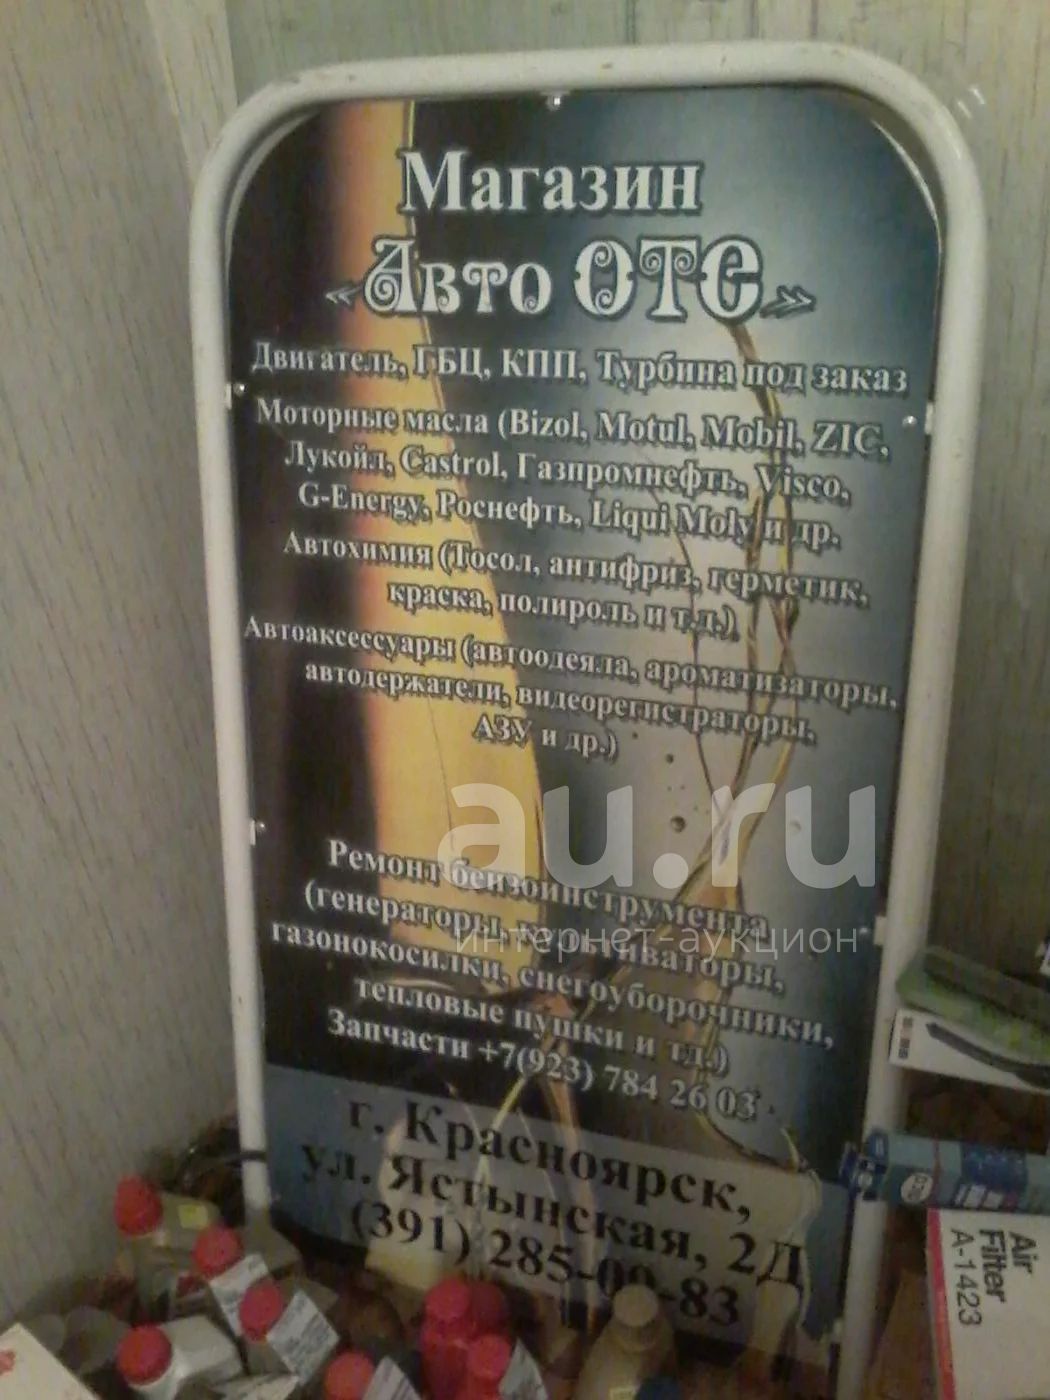 Магазин
«Авто ОТС»
Двигатель, ГБЦ, КПП, Турбина под заказ
Моторные масла (Bizol, Motul, Mobil, ZIC,
Лукойл, Castrol, Газпромнефть, Visco,
G-Energy, Роснефть, Liqui Moly и др.
Автохимия (Тосол, антифриз, герметик,
краска, полироль и т.д.)
Автоаксессуары (автоодеяла, ароматизаторы,
автодержатели, видеорегистраторы,
АЗУ и др.)
au.ru
интернет-аукцион
Ремонт бензоинструмента
(генераторы, культиваторы,
газонокосилки, снегоуборочники,
тепловые пушки и т.д.)
Запчасти +7(923) 784 26 03
г. Красноярск,
ул. Ястынская, 2Д
(391) 285-09-83
Air
Filter
A-1423